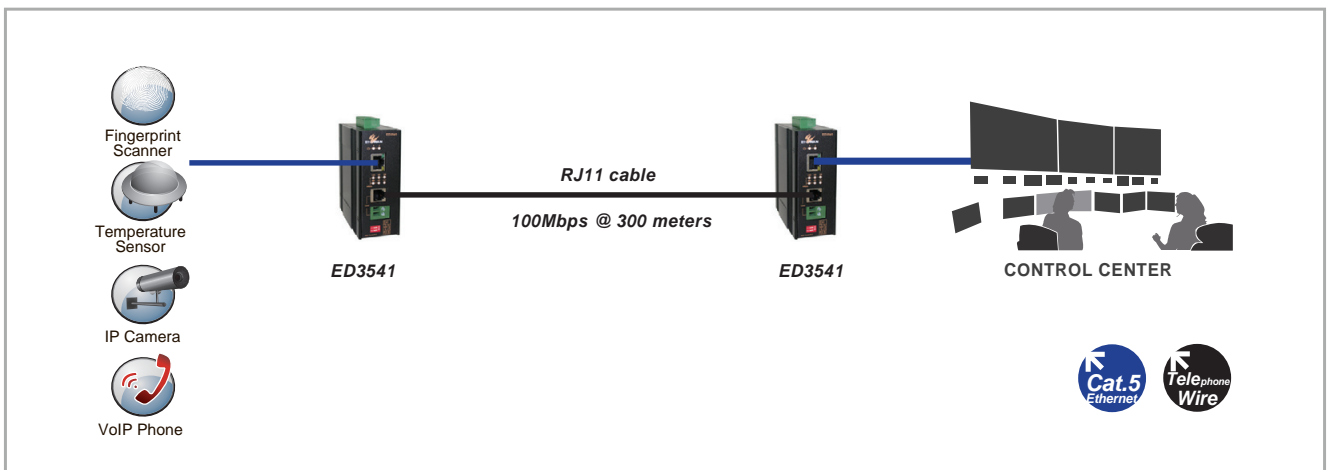 Fingerprint
Scanner
Temperature
Sensor
IP Camera
VoIP Phone
ED3541
RJ11 cable
100Mbps @ 300 meters
ED3541
CONTROL CENTER
Cat.5
Ethernet
Telephone
Wire